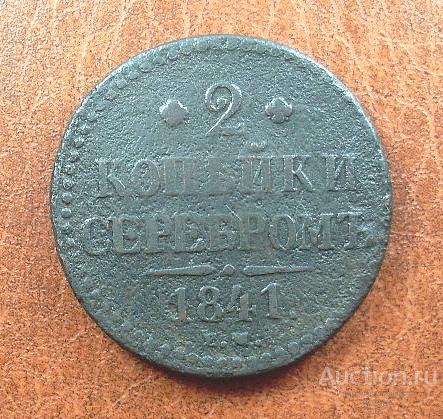 2
КОПѢЙКИ
СЕРЕБРОМЪ
1841.
Auction.ru